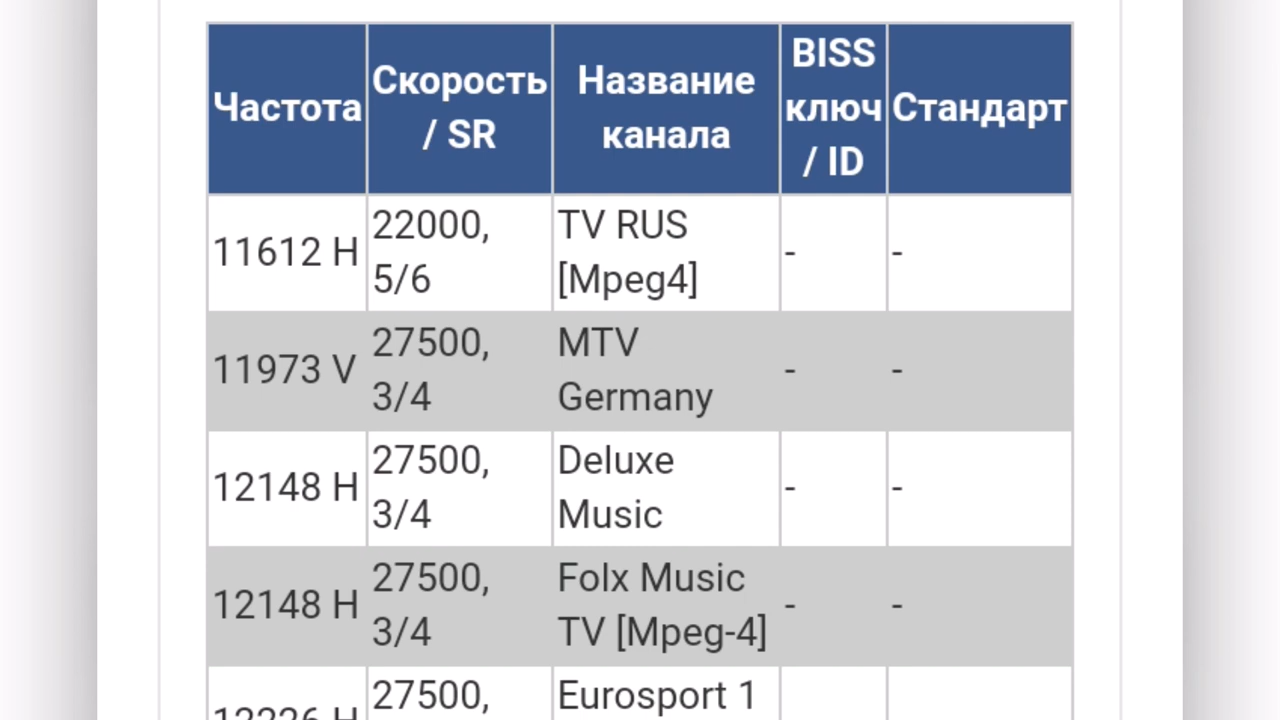 Частота
Скорость
/ SR
Название
канала
BISS
ключ
/ ID
Стандарт
11612 H
22000,
5/6
TV RUS
[Mpeg4]
-
-
11973 V
27500,
3/4
MTV
Germany
-
-
12148 H
27500,
3/4
Deluxe
Music
-
-
12148 H
27500,
3/4
Folx Music
TV [Mpeg-4]
-
-
27500,
Eurosport 1